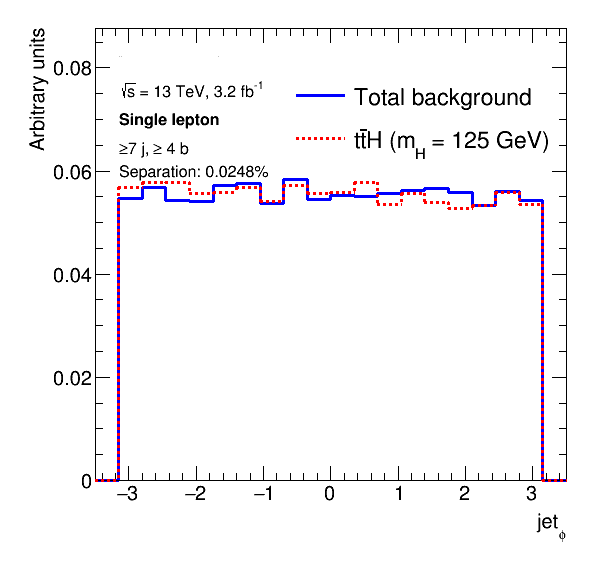 Arbitrary units
0.08
0.06
0.04
0.02
0
√s = 13 TeV, 3.2 fb⁻¹
Single lepton
≥7 j, ≥ 4 b
Separation: 0.0248%
Total background
tt̄H (m_H = 125 GeV)
−3 −2 −1 0 1 2 3
jet_ϕ